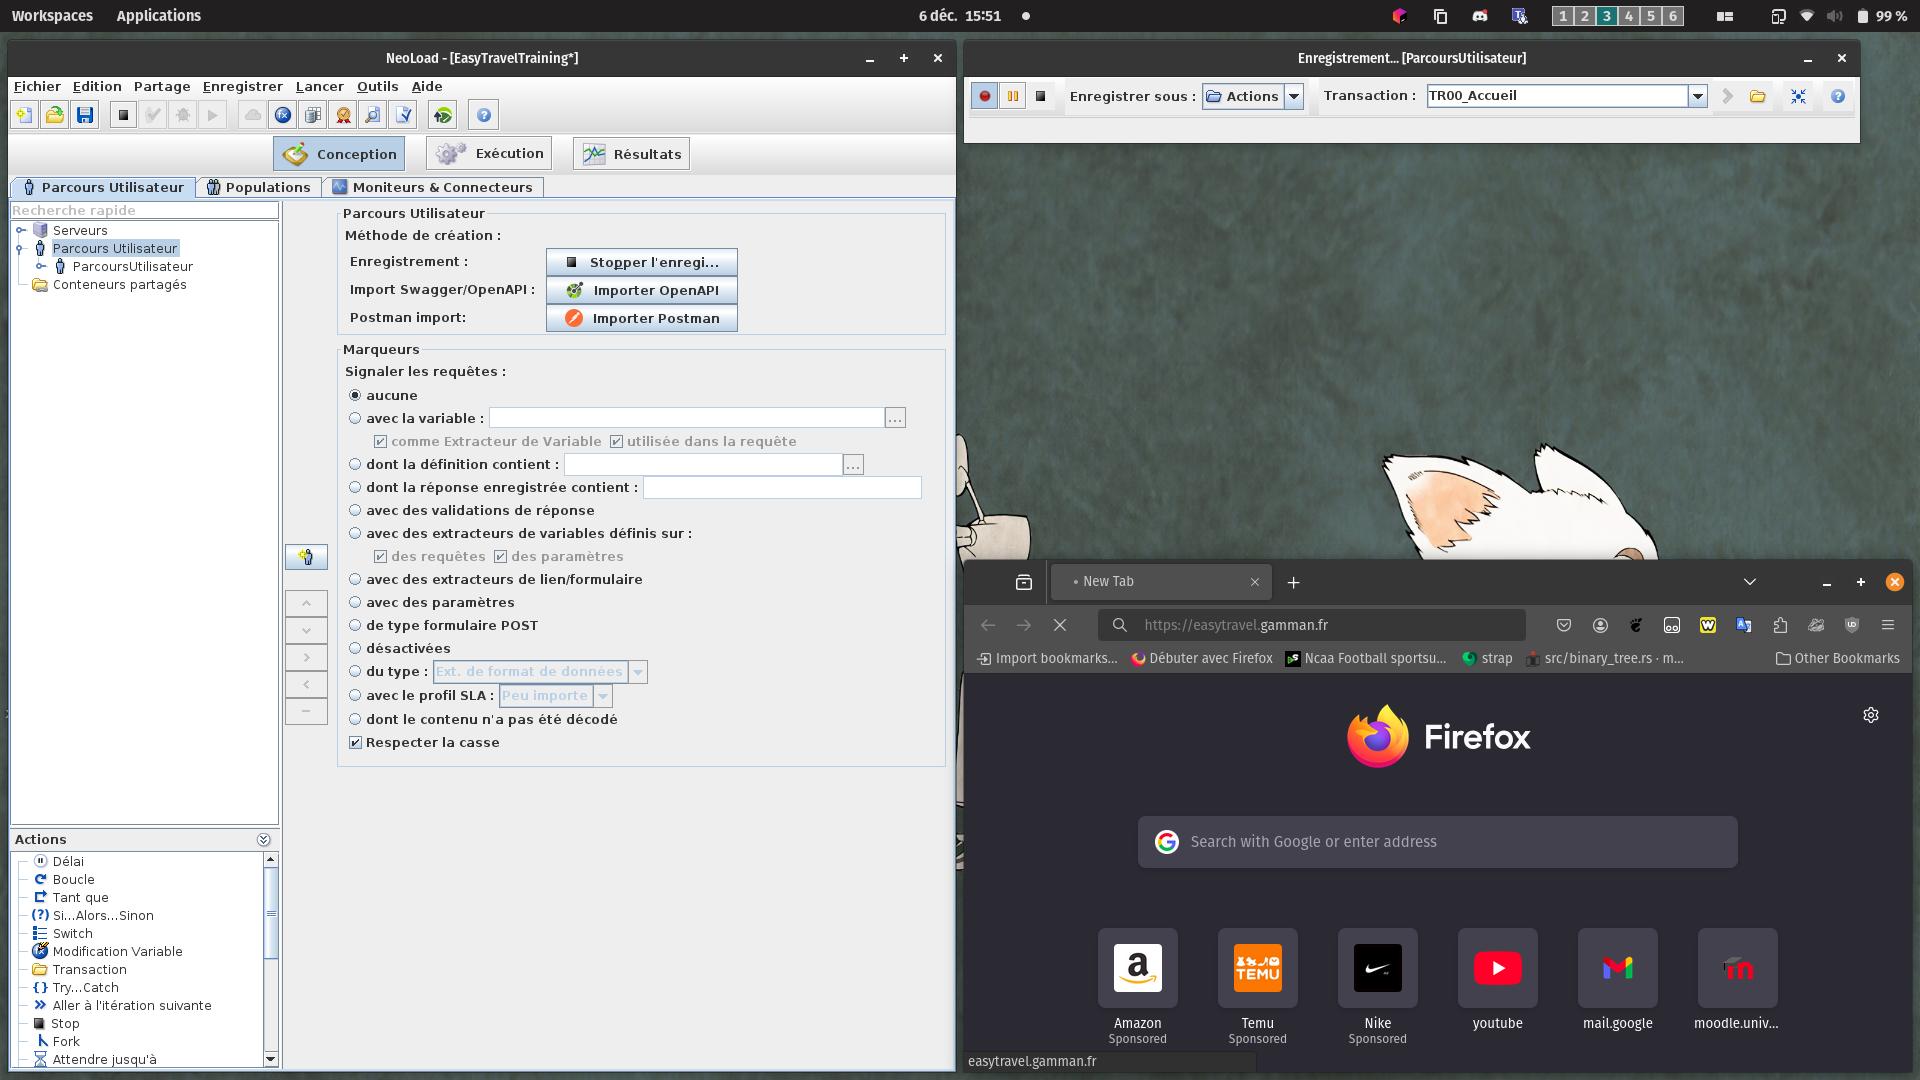 Workspaces Applications 6 déc. 15:51 1 2 3 4 5 6 99 %
NeoLoad - [EasyTravelTraining*]
Fichier Edition Partage Enregistrer Lancer Outils Aide
Conception Exécution Résultats
Parcours Utilisateur Populations Moniteurs & Connecteurs
Recherche rapide
Serveurs
Parcours Utilisateur
ParcoursUtilisateur
Conteneurs partagés
Parcours Utilisateur
Méthode de création :
Enregistrement : Stopper l'enregi...
Import Swagger/OpenAPI : Importer OpenAPI
Postman import: Importer Postman
Marqueurs
Signaler les requêtes :
aucune
avec la variable : ...
comme Extracteur de Variable utilisée dans la requête
dont la définition contient : ...
dont la réponse enregistrée contient :
avec des validations de réponse
avec des extracteurs de variables définis sur :
des requêtes des paramètres
avec des extracteurs de lien/formulaire
avec des paramètres
de type formulaire POST
désactivées
du type : Ext. de format de données
avec le profil SLA : Peu importe
dont le contenu n'a pas été décodé
Respecter la casse
Actions
Délai
Boucle
Tant que
Si...Alors...Sinon
Switch
Modification Variable
Transaction
Try...Catch
Aller à l'itération suivante
Stop
Fork
Attendre jusqu'à
Enregistrement... [ParcoursUtilisateur]
Enregistrer sous : Actions Transaction : TR00_Accueil
New Tab
https://easytravel.gamman.fr
Import bookmarks... Débuter avec Firefox Ncaa Football sportsu... strap src/binary_tree.rs · m... Other Bookmarks
Firefox
Search with Google or enter address
a TEMU
Amazon Temu Nike youtube mail.google moodle.univ...
Sponsored Sponsored Sponsored
easytravel.gamman.fr